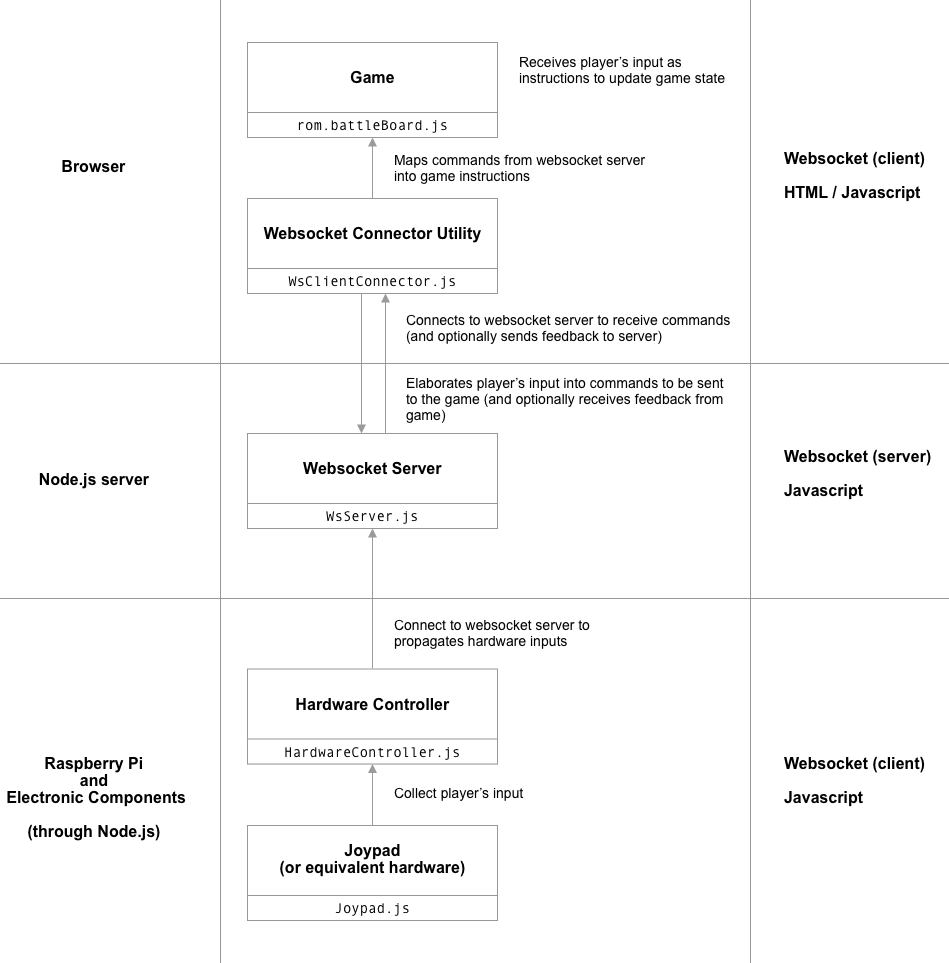 Game
rom.battleBoard.js
Receives player’s input as
instructions to update game state
Browser
Maps commands from websocket server
into game instructions
Websocket (client)
HTML / Javascript
Websocket Connector Utility
WsClientConnector.js
Connects to websocket server to receive commands
(and optionally sends feedback to server)
Elaborates player’s input into commands to be sent
to the game (and optionally receives feedback from
game)
Node.js server
Websocket Server
WsServer.js
Websocket (server)
Javascript
Connect to websocket server to
propagates hardware inputs
Hardware Controller
HardwareController.js
Raspberry Pi
and
Electronic Components
(through Node.js)
Collect player’s input
Websocket (client)
Javascript
Joypad
(or equivalent hardware)
Joypad.js